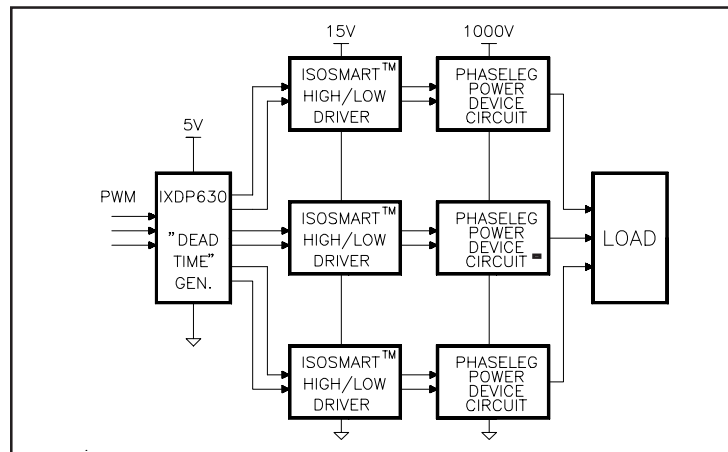 15V
1000V
ISOSMART™
HIGH/LOW
DRIVER
PHASELEG
POWER
DEVICE
CIRCUIT
5V
PWM
IXDP630
"DEAD
TIME"
GEN.
ISOSMART™
HIGH/LOW
DRIVER
PHASELEG
POWER
DEVICE
CIRCUIT
LOAD
ISOSMART™
HIGH/LOW
DRIVER
PHASELEG
POWER
DEVICE
CIRCUIT